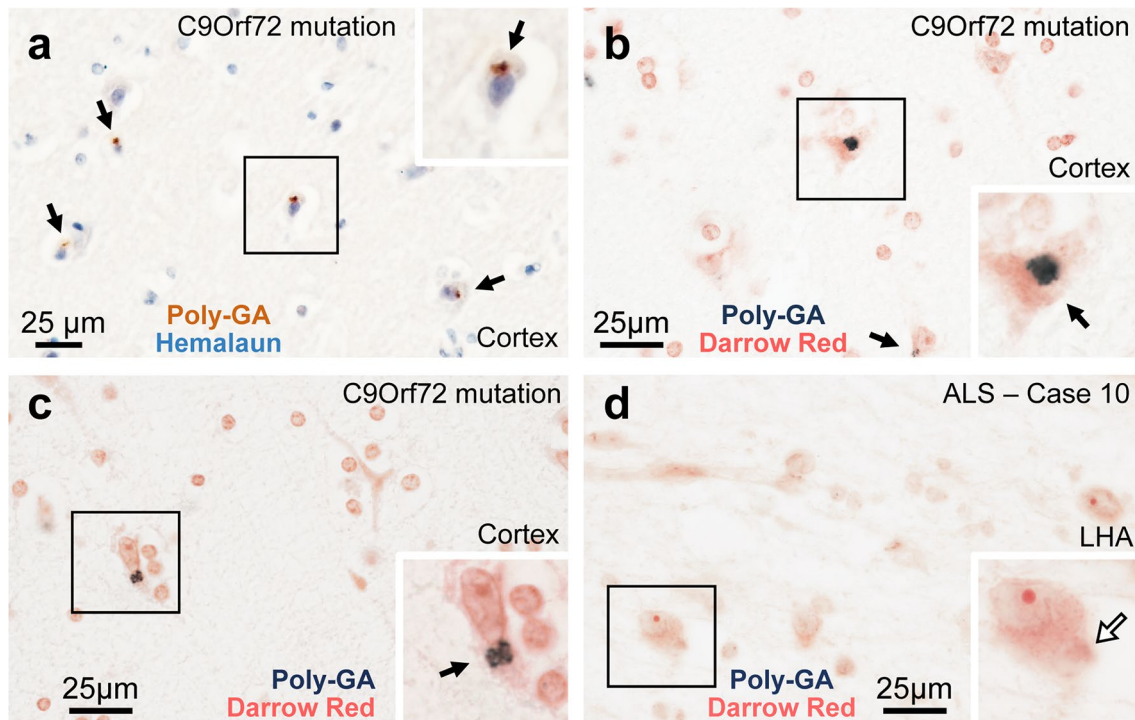 a
C9Orf72 mutation
25 µm
Poly-GA
Hemalaun
Cortex
b
C9Orf72 mutation
Cortex
25µm
Poly-GA
Darrow Red
c
C9Orf72 mutation
Cortex
25µm
Poly-GA
Darrow Red
d
ALS – Case 10
LHA
Poly-GA
Darrow Red
25µm